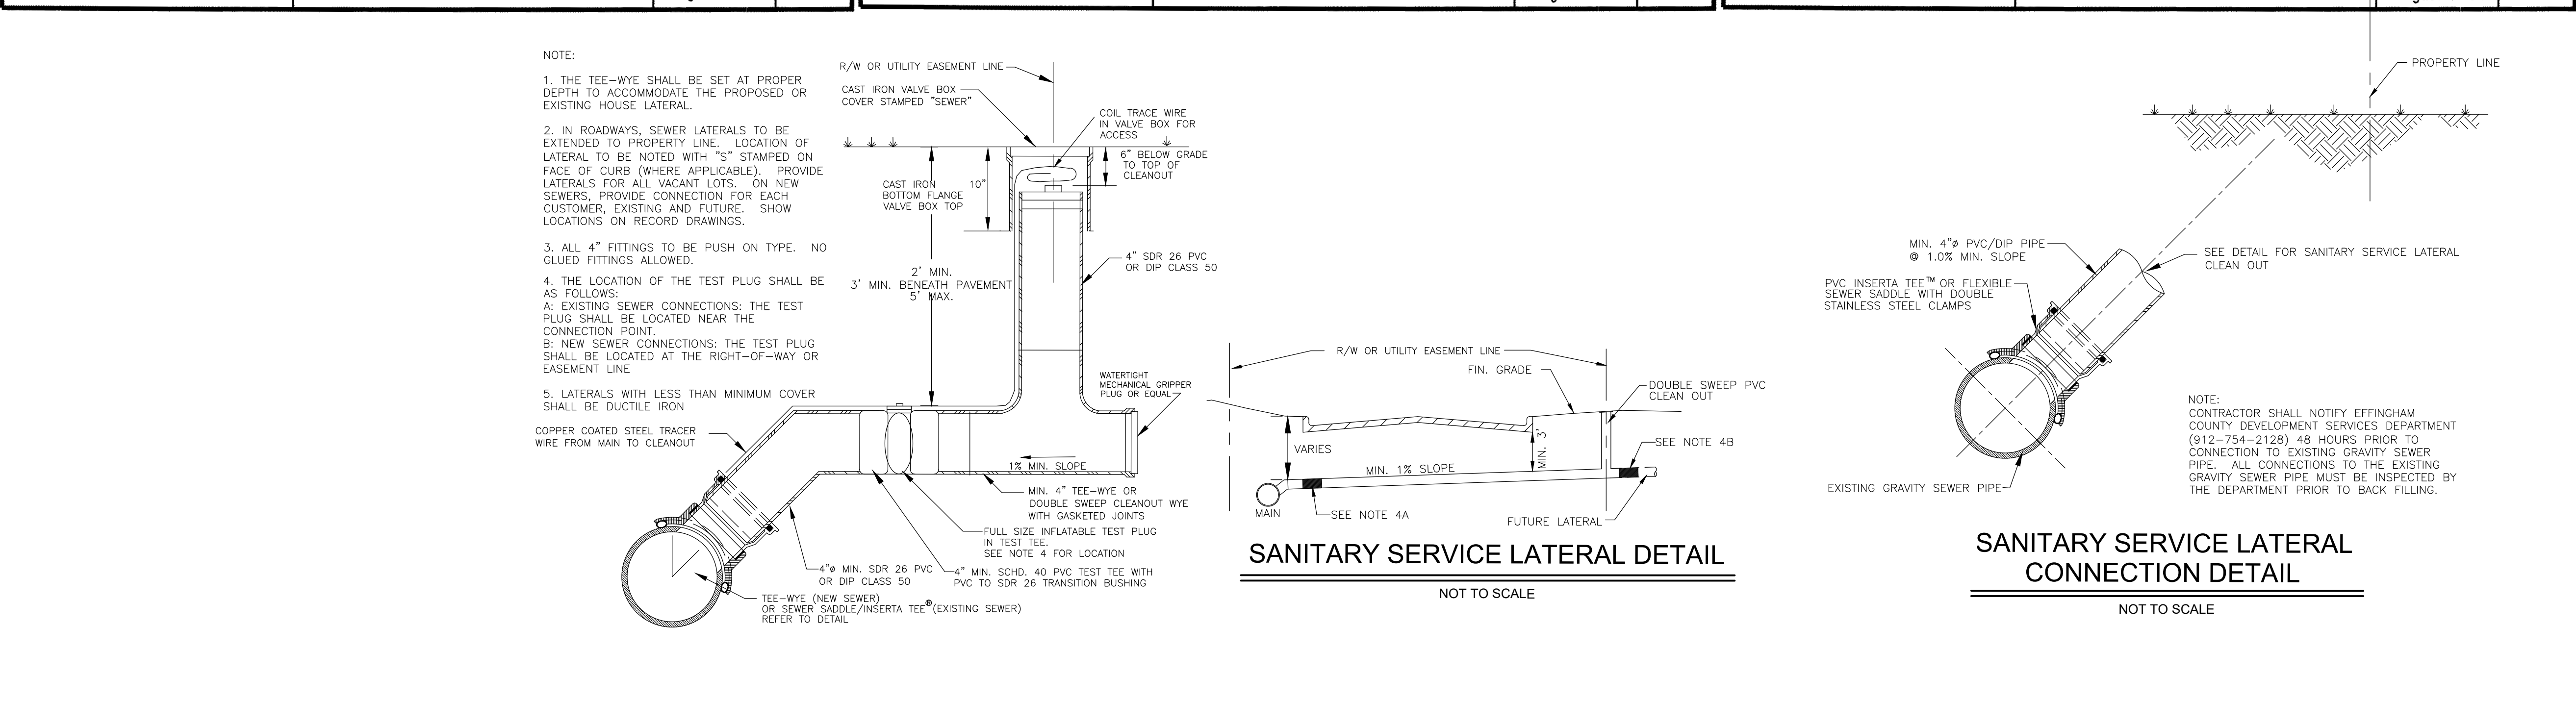 NOTE:
1. THE TEE-WYE SHALL BE SET AT PROPER
DEPTH TO ACCOMMODATE THE PROPOSED OR
EXISTING HOUSE LATERAL.
2. IN ROADWAYS, SEWER LATERALS TO BE
EXTENDED TO PROPERTY LINE. LOCATION OF
LATERAL TO BE NOTED WITH "S" STAMPED ON
FACE OF CURB (WHERE APPLICABLE). PROVIDE
LATERALS FOR ALL VACANT LOTS. ON NEW
SEWERS, PROVIDE CONNECTION FOR EACH
CUSTOMER, EXISTING AND FUTURE. SHOW
LOCATIONS ON RECORD DRAWINGS.
3. ALL 4" FITTINGS TO BE PUSH ON TYPE. NO
GLUED FITTINGS ALLOWED.
4. THE LOCATION OF THE TEST PLUG SHALL BE
AS FOLLOWS:
A: EXISTING SEWER CONNECTIONS: THE TEST
PLUG SHALL BE LOCATED NEAR THE
CONNECTION POINT.
B: NEW SEWER CONNECTIONS: THE TEST PLUG
SHALL BE LOCATED AT THE RIGHT-OF-WAY OR
EASEMENT LINE
5. LATERALS WITH LESS THAN MINIMUM COVER
SHALL BE DUCTILE IRON
COPPER COATED STEEL TRACER
WIRE FROM MAIN TO CLEANOUT
R/W OR UTILITY EASEMENT LINE
CAST IRON VALVE BOX
COVER STAMPED "SEWER"
COIL TRACE WIRE
IN VALVE BOX FOR
ACCESS
6" BELOW GRADE
TO TOP OF
CLEANOUT
CAST IRON
BOTTOM FLANGE
VALVE BOX TOP
10"
4" SDR 26 PVC
OR DIP CLASS 50
2' MIN.
3' MIN. BENEATH PAVEMENT
5' MAX.
WATERTIGHT
MECHANICAL GRIPPER
PLUG OR EQUAL
1% MIN. SLOPE
MIN. 4" TEE-WYE OR
DOUBLE SWEEP CLEANOUT WYE
WITH GASKETED JOINTS
FULL SIZE INFLATABLE TEST PLUG
IN TEST TEE.
SEE NOTE 4 FOR LOCATION
4"ø MIN. SDR 26 PVC
OR DIP CLASS 50
4" MIN. SCHD. 40 PVC TEST TEE WITH
PVC TO SDR 26 TRANSITION BUSHING
TEE-WYE (NEW SEWER)
OR SEWER SADDLE/INSERTA TEE® (EXISTING SEWER)
REFER TO DETAIL
R/W OR UTILITY EASEMENT LINE
FIN. GRADE
DOUBLE SWEEP PVC
CLEAN OUT
VARIES
MIN. 3'
SEE NOTE 4B
MIN. 1% SLOPE
MAIN
SEE NOTE 4A
FUTURE LATERAL
SANITARY SERVICE LATERAL DETAIL
NOT TO SCALE
PROPERTY LINE
MIN. 4"ø PVC/DIP PIPE
@ 1.0% MIN. SLOPE
SEE DETAIL FOR SANITARY SERVICE LATERAL
CLEAN OUT
PVC INSERTA TEE™ OR FLEXIBLE
SEWER SADDLE WITH DOUBLE
STAINLESS STEEL CLAMPS
EXISTING GRAVITY SEWER PIPE
NOTE:
CONTRACTOR SHALL NOTIFY EFFINGHAM
COUNTY DEVELOPMENT SERVICES DEPARTMENT
(912-754-2128) 48 HOURS PRIOR TO
CONNECTION TO EXISTING GRAVITY SEWER
PIPE. ALL CONNECTIONS TO THE EXISTING
GRAVITY SEWER PIPE MUST BE INSPECTED BY
THE DEPARTMENT PRIOR TO BACK FILLING.
SANITARY SERVICE LATERAL
CONNECTION DETAIL
NOT TO SCALE